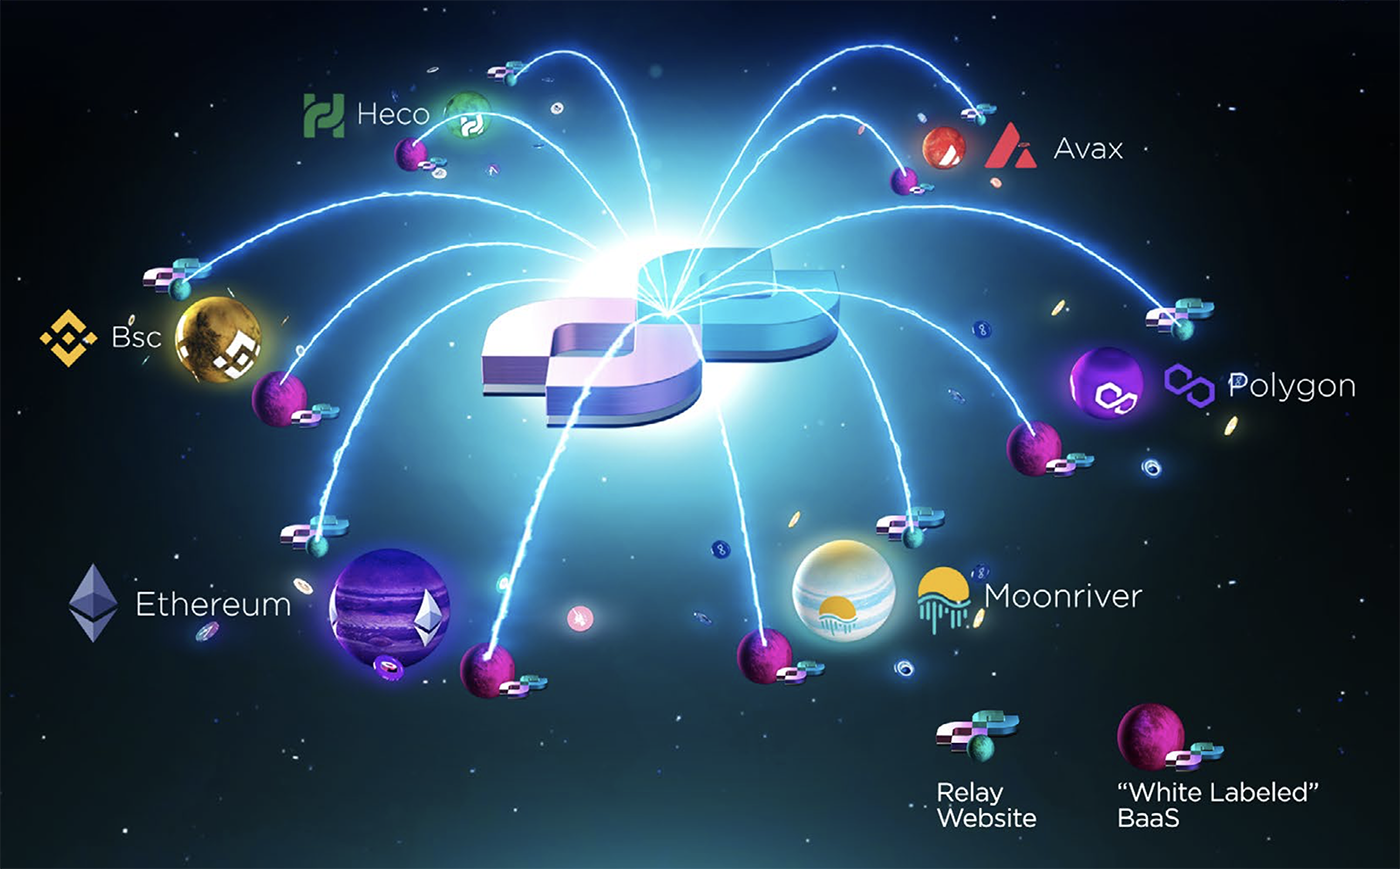 Heco
Avax
Bsc
Polygon
Ethereum
Moonriver
Relay
Website
“White Labeled”
BaaS